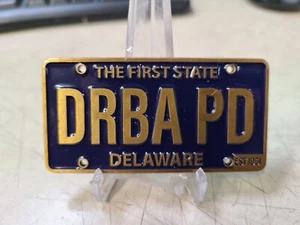 THE FIRST STATE
DRBA PD
DELAWARE